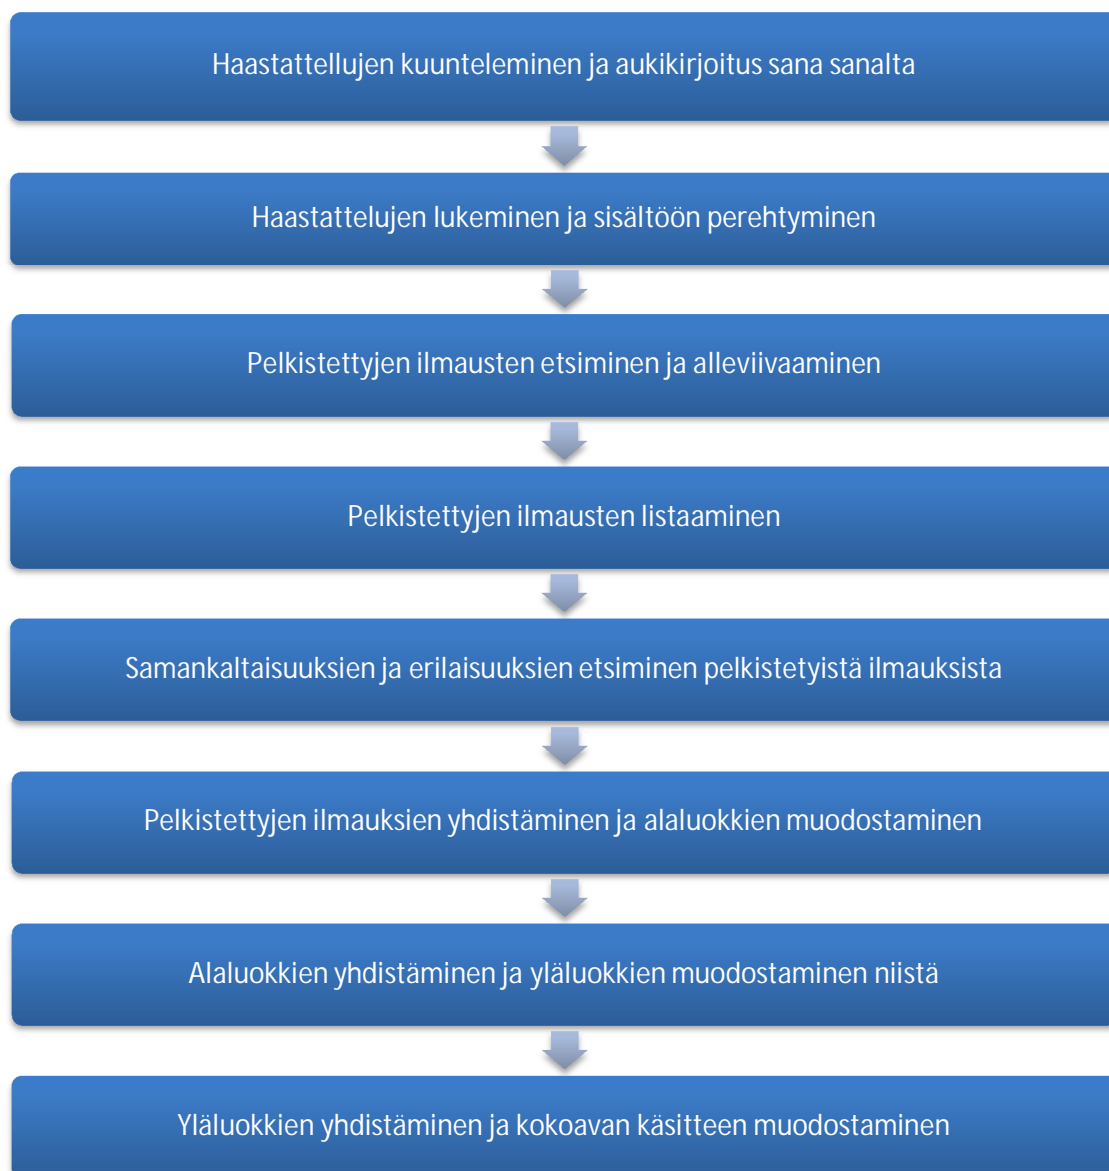 Haastattellujen kuunteleminen ja aukikirjoitus sana sanalta
Haastattelujen lukeminen ja sisältöön perehtyminen
Pelkistettyjen ilmausten etsiminen ja alleviivaaminen
Pelkistettyjen ilmausten listaaminen
Samankaltaisuuksien ja erilaisuuksien etsiminen pelkistetyistä ilmauksista
Pelkistettyjen ilmauksien yhdistäminen ja alaluokkien muodostaminen
Alaluokkien yhdistäminen ja yläluokkien muodostaminen niistä
Yläluokkien yhdistäminen ja kokoavan käsitteen muodostaminen